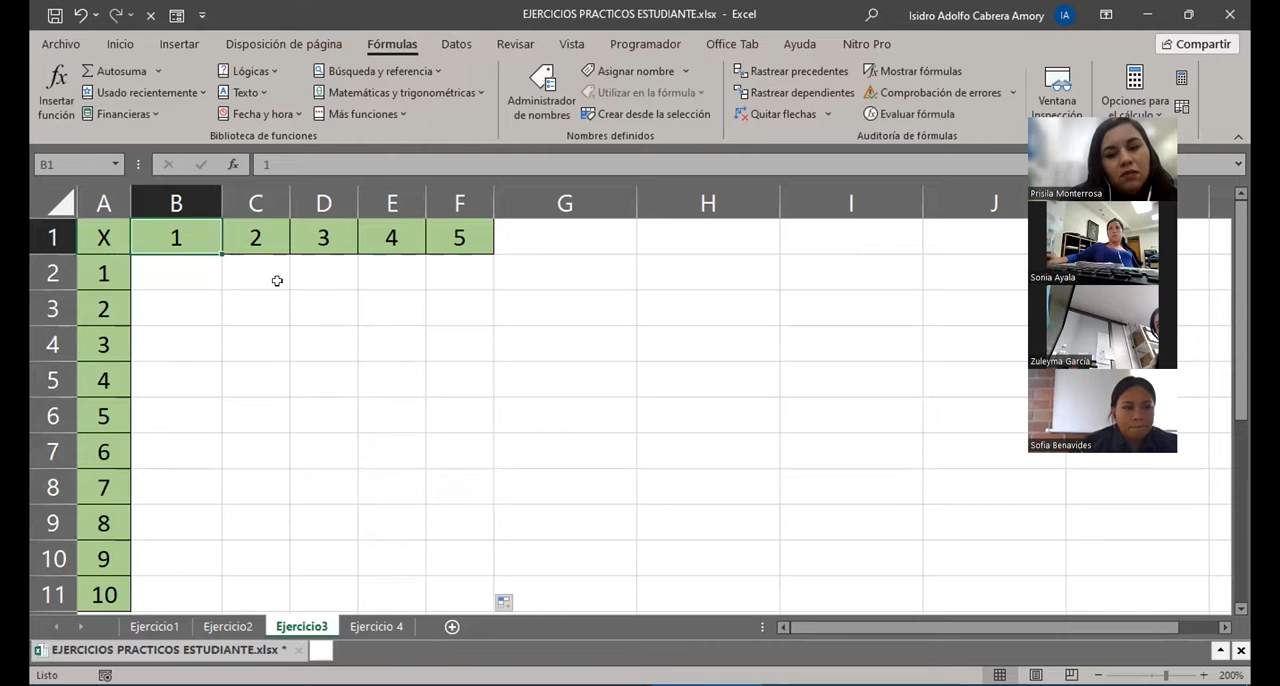 EJERCICIOS PRACTICOS ESTUDIANTE.xlsx - Excel
Isidro Adolfo Cabrera Amory
IA
Archivo Inicio Insertar Disposición de página Fórmulas Datos Revisar Vista Programador Office Tab Ayuda Nitro Pro
Compartir
fx Insertar función
Autosuma
Usado recientemente
Financieras
Lógicas
Texto
Fecha y hora
Búsqueda y referencia
Matemáticas y trigonométricas
Más funciones
Biblioteca de funciones
Administrador de nombres
Asignar nombre
Utilizar en la fórmula
Crear desde la selección
Nombres definidos
Rastrear precedentes
Rastrear dependientes
Quitar flechas
Mostrar fórmulas
Comprobación de errores
Evaluar fórmula
Auditoría de fórmulas
Ventana Inspección
Opciones para el cálculo
B1 fx 1
A B C D E F G H I J
1 X 1 2 3 4 5
2 1
3 2
4 3
5 4
6 5
7 6
8 7
9 8
10 9
11 10
Prisila Monterrosa
Sonia Ayala
Zuleyma García
Sofia Benavides
Ejercicio1 Ejercicio2 Ejercicio3 Ejercicio 4
EJERCICIOS PRACTICOS ESTUDIANTE.xlsx *
Listo
200%